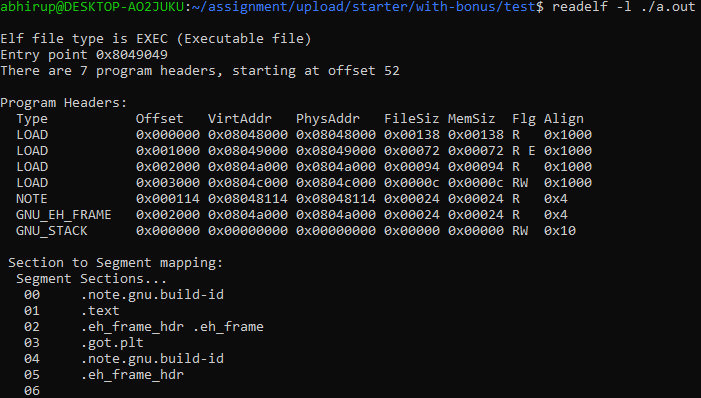 abhirup@DESKTOP-AO2JUKU:~/assignment/upload/starter/with-bonus/test$ readelf -l ./a.out
Elf file type is EXEC (Executable file)
Entry point 0x8049049
There are 7 program headers, starting at offset 52
Program Headers:
Type Offset VirtAddr PhysAddr FileSiz MemSiz Flg Align
LOAD 0x000000 0x08048000 0x08048000 0x00138 0x00138 R 0x1000
LOAD 0x001000 0x08049000 0x08049000 0x00072 0x00072 R E 0x1000
LOAD 0x002000 0x0804a000 0x0804a000 0x00094 0x00094 R 0x1000
LOAD 0x003000 0x0804c000 0x0804c000 0x0000c 0x0000c RW 0x1000
NOTE 0x000114 0x08048114 0x08048114 0x00024 0x00024 R 0x4
GNU_EH_FRAME 0x002000 0x0804a000 0x0804a000 0x00024 0x00024 R 0x4
GNU_STACK 0x000000 0x00000000 0x00000000 0x00000 0x00000 RW 0x10
Section to Segment mapping:
Segment Sections...
00 .note.gnu.build-id
01 .text
02 .eh_frame_hdr .eh_frame
03 .got.plt
04 .note.gnu.build-id
05 .eh_frame_hdr
06